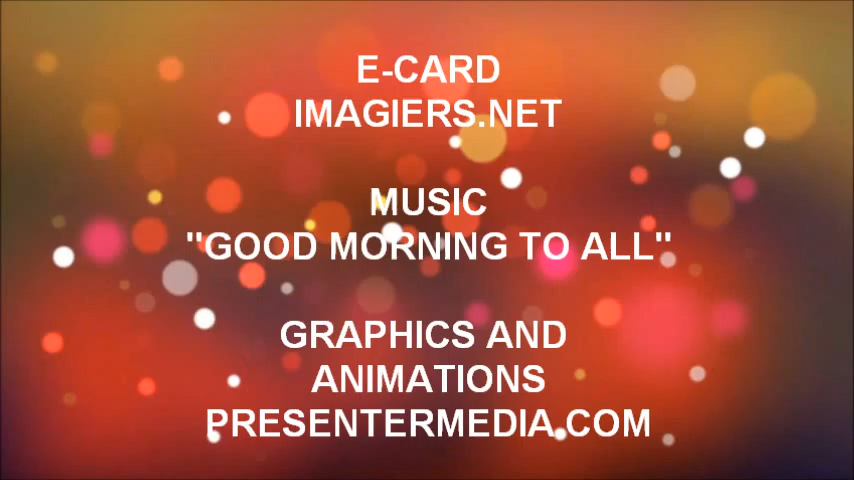 E-CARD
IMAGIERS.NET
MUSIC
"GOOD MORNING TO ALL"
GRAPHICS AND
ANIMATIONS
PRESENTERMEDIA.COM